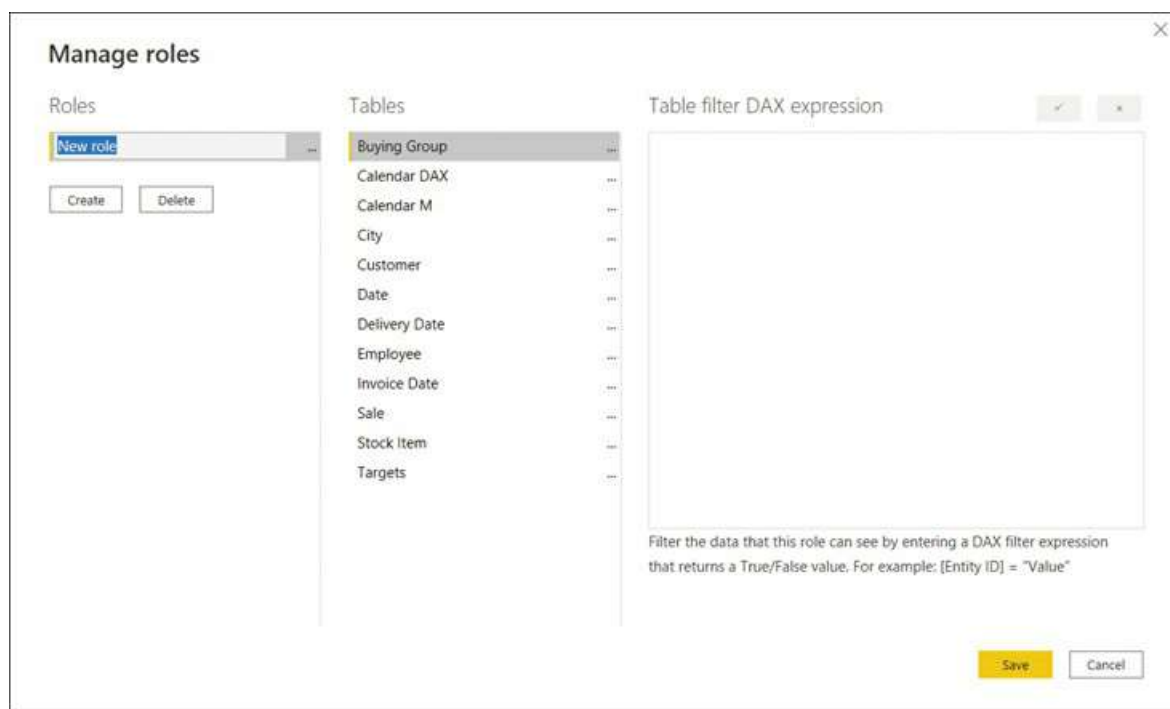 Manage roles
Roles
Tables
Table filter DAX expression
New role
...
Create
Delete
Buying Group ...
Calendar DAX ...
Calendar M ...
City ...
Customer ...
Date ...
Delivery Date ...
Employee ...
Invoice Date ...
Sale ...
Stock Item ...
Targets ...
Filter the data that this role can see by entering a DAX filter expression
that returns a True/False value. For example: [Entity ID] = "Value"
Save
Cancel